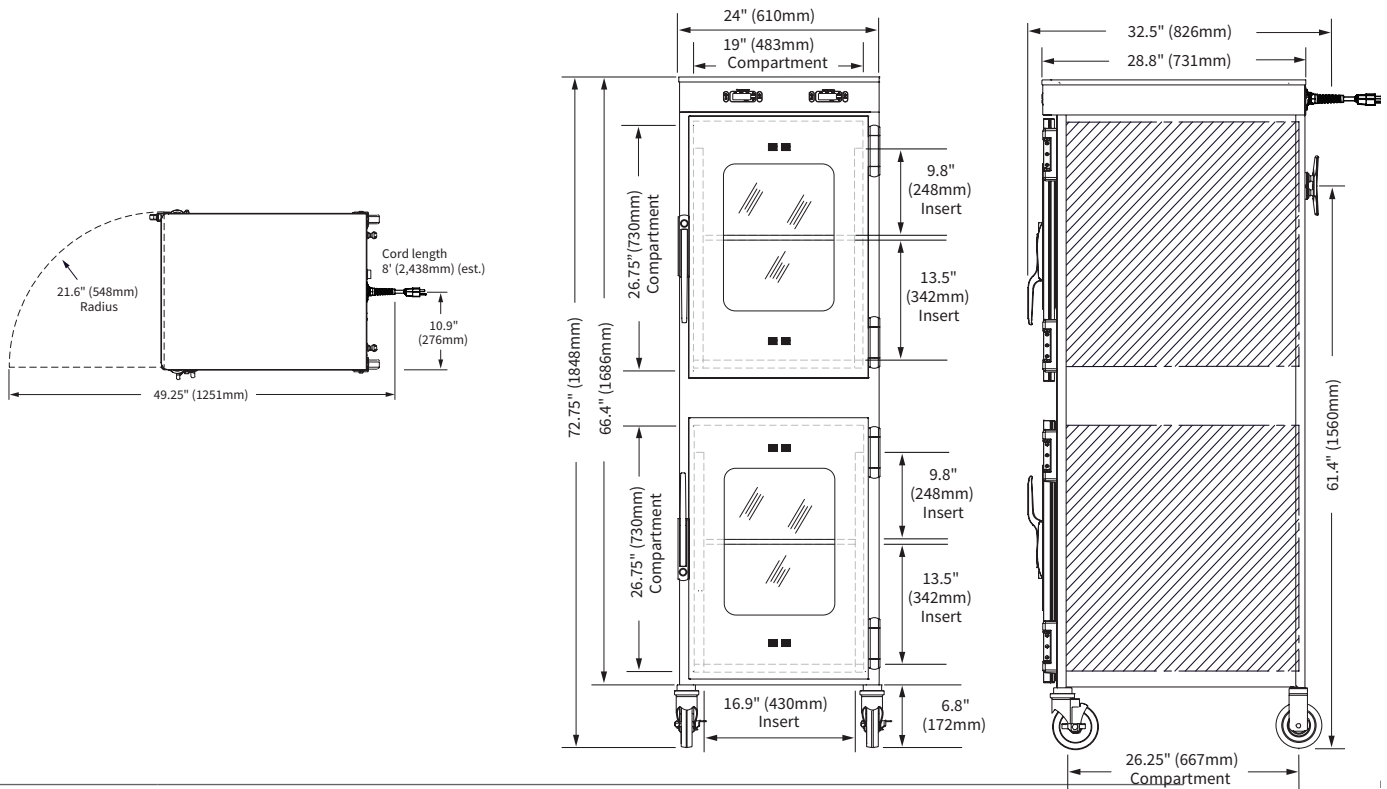 Cord length
8' (2,438mm) (est.)
21.6" (548mm)
Radius
10.9"
(276mm)
49.25" (1251mm)
24" (610mm)
19" (483mm)
Compartment
72.75" (1848mm)
66.4" (1686mm)
26.75" (730mm)
Compartment
9.8"
(248mm)
Insert
13.5"
(342mm)
Insert
26.75" (730mm)
Compartment
9.8"
(248mm)
Insert
13.5"
(342mm)
Insert
16.9" (430mm)
Insert
6.8"
(172mm)
32.5" (826mm)
28.8" (731mm)
61.4" (1560mm)
26.25" (667mm)
Compartment